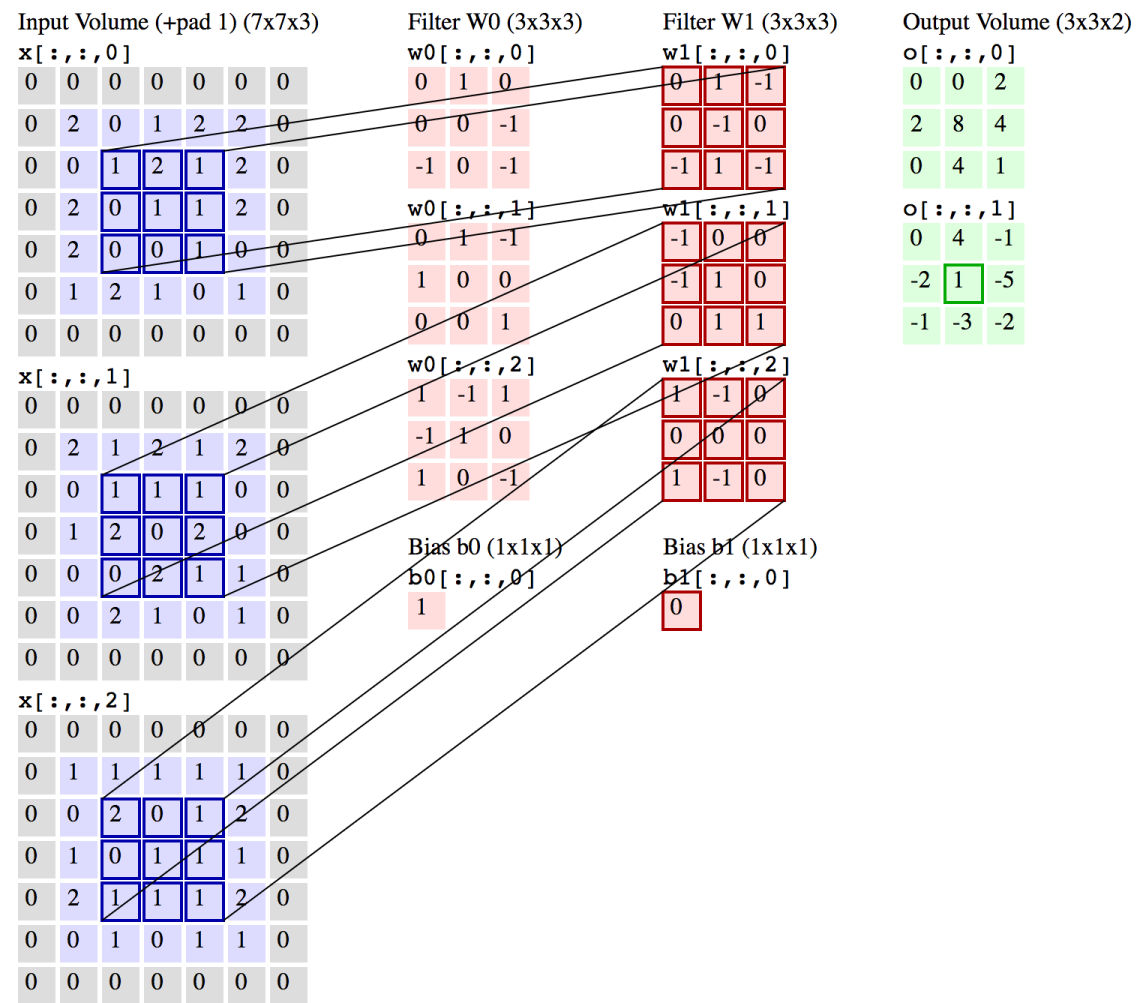 Input Volume (+pad 1) (7x7x3)
x[:,:,0]
0 0 0 0 0 0 0
0 2 0 1 2 2 0
0 0 1 2 1 2 0
0 2 0 1 1 2 0
0 2 0 0 1 0 0
0 1 2 1 0 1 0
0 0 0 0 0 0 0
x[:,:,1]
0 0 0 0 0 0 0
0 2 1 2 1 2 0
0 0 1 1 1 0 0
0 1 2 0 2 0 0
0 0 0 2 1 1 0
0 0 2 1 0 1 0
0 0 0 0 0 0 0
x[:,:,2]
0 0 0 0 0 0 0
0 1 1 1 1 1 0
0 0 2 0 1 2 0
0 1 0 1 1 1 0
0 2 1 1 1 2 0
0 0 1 0 1 1 0
0 0 0 0 0 0 0
Filter W0 (3x3x3)
w0[:,:,0]
0 1 0
0 0 -1
-1 0 -1
w0[:,:,1]
0 1 -1
1 0 0
0 0 1
w0[:,:,2]
1 -1 1
-1 1 0
1 0 -1
Bias b0 (1x1x1)
b0[:,:,0]
1
Filter W1 (3x3x3)
w1[:,:,0]
0 1 -1
0 -1 0
-1 1 -1
w1[:,:,1]
-1 0 0
-1 1 0
0 1 1
w1[:,:,2]
1 -1 0
0 0 0
1 -1 0
Bias b1 (1x1x1)
b1[:,:,0]
0
Output Volume (3x3x2)
o[:,:,0]
0 0 2
2 8 4
0 4 1
o[:,:,1]
0 4 -1
-2 1 -5
-1 -3 -2